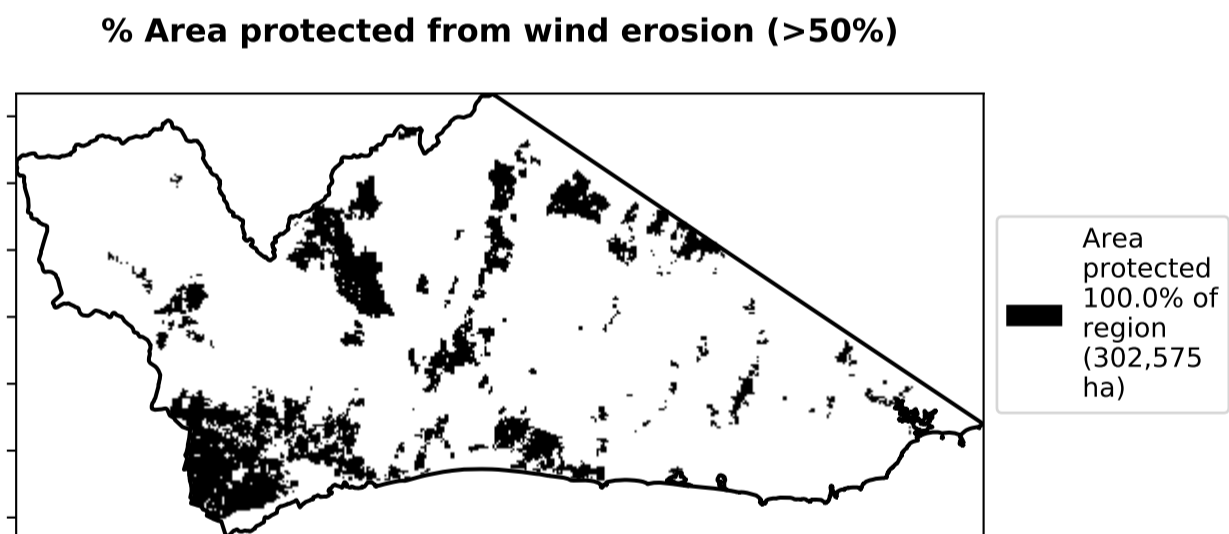 % Area protected from wind erosion (>50%)
Area
protected
100.0% of
region
(302,575
ha)